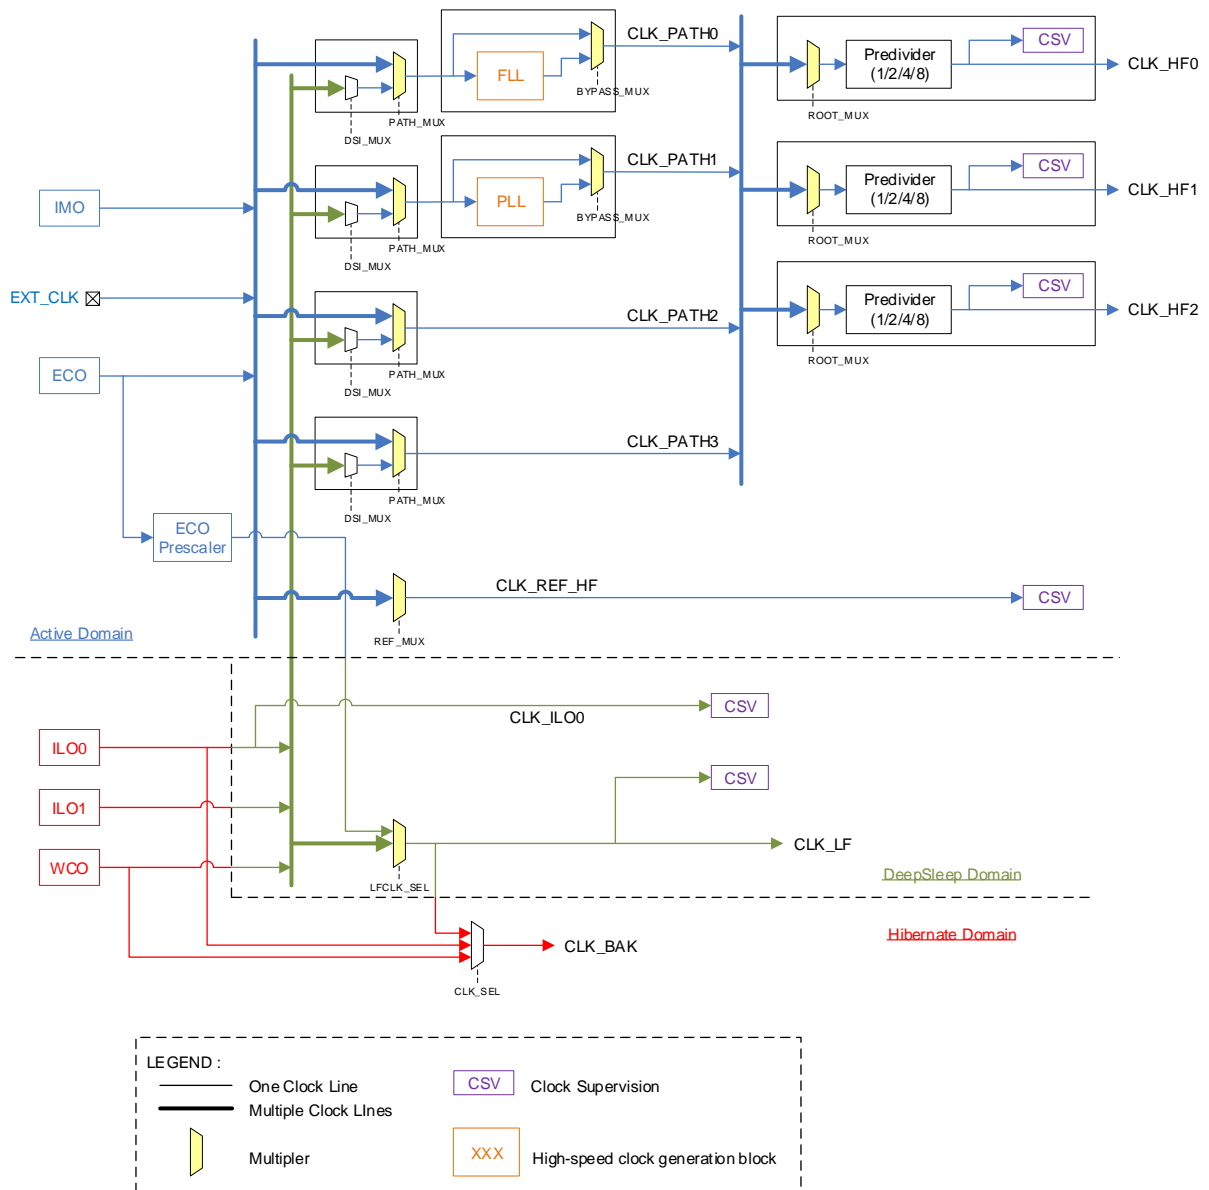 CLK_PATH0
CSV
Predivider
(1/2/4/8)
CLK_HF0
FLL
BYPASS_MUX
PATH_MUX
DSI_MUX
ROOT_MUX
CLK_PATH1
CSV
Predivider
(1/2/4/8)
CLK_HF1
IMO
PLL
BYPASS_MUX
PATH_MUX
DSI_MUX
ROOT_MUX
EXT_CLK
CLK_PATH2
CSV
Predivider
(1/2/4/8)
CLK_HF2
ECO
PATH_MUX
DSI_MUX
ROOT_MUX
CLK_PATH3
PATH_MUX
DSI_MUX
ECO
Prescaler
CLK_REF_HF
CSV
REF_MUX
Active Domain
CSV
CLK_ILO0
ILO0
CSV
ILO1
CLK_LF
WCO
LFCLK_SEL
DeepSleep Domain
Hibernate Domain
CLK_BAK
CLK_SEL
LEGEND :
One Clock Line
CSV
Clock Supervision
Multiple Clock LInes
Multipler
XXX
High-speed clock generation block